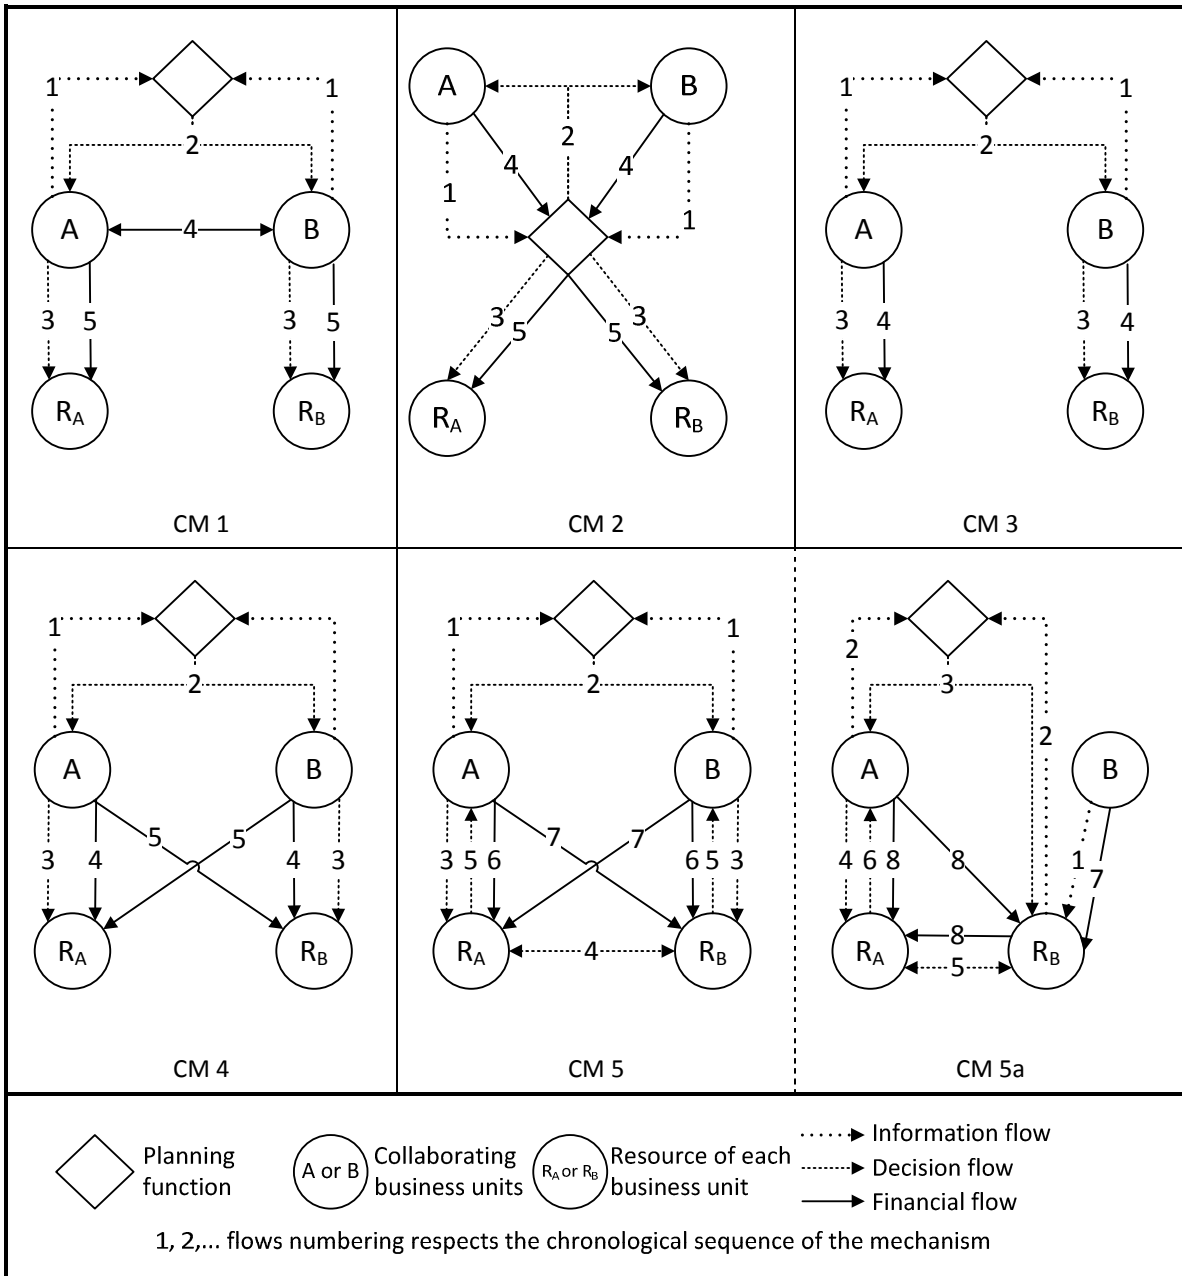 1 1
2
A 4 B
3 5 3 5
RA RB
CM 1
A B
2
4 4
1 1
3 3
5 5
RA RB
CM 2
1 1
2
A B
3 4 3 4
RA RB
CM 3
1
2
A B
5 5
3 4 4 3
RA RB
CM 4
1 1
2
A B
7 7
3 5 6 6 5 3
RA 4 RB
CM 5
2
3
2
A B
4 6 8 8 1 7
8
RA RB
5
CM 5a
Planning
function
A or B
Collaborating
business units
RA or RB
Resource of each
business unit
Information flow
Decision flow
Financial flow
1, 2,... flows numbering respects the chronological sequence of the mechanism